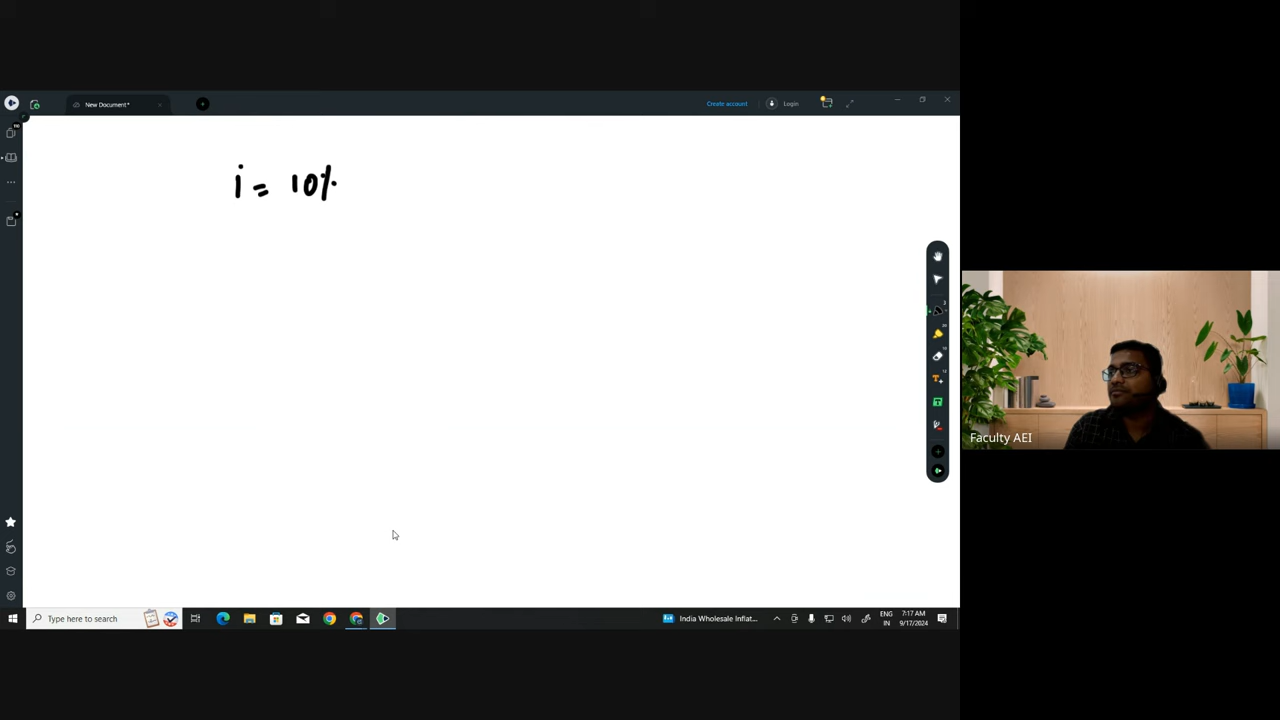 New Document*
Create account
Login
i = 10%
Faculty AEI
Type here to search
India Wholesale Inflat...
ENG
IN
7:17 AM
9/17/2024